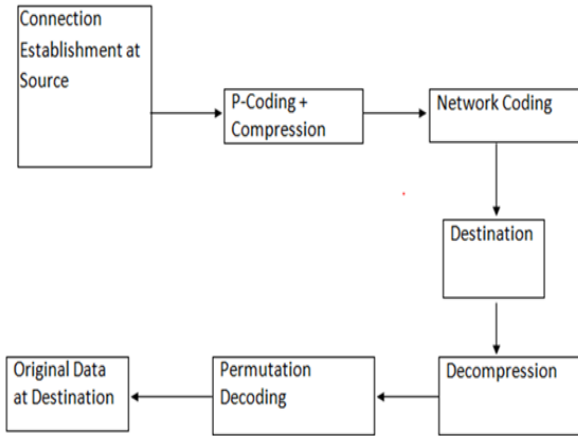 Connection
Establishment at
Source
P-Coding +
Compression
Network Coding
Destination
Decompression
Permutation
Decoding
Original Data
at Destination